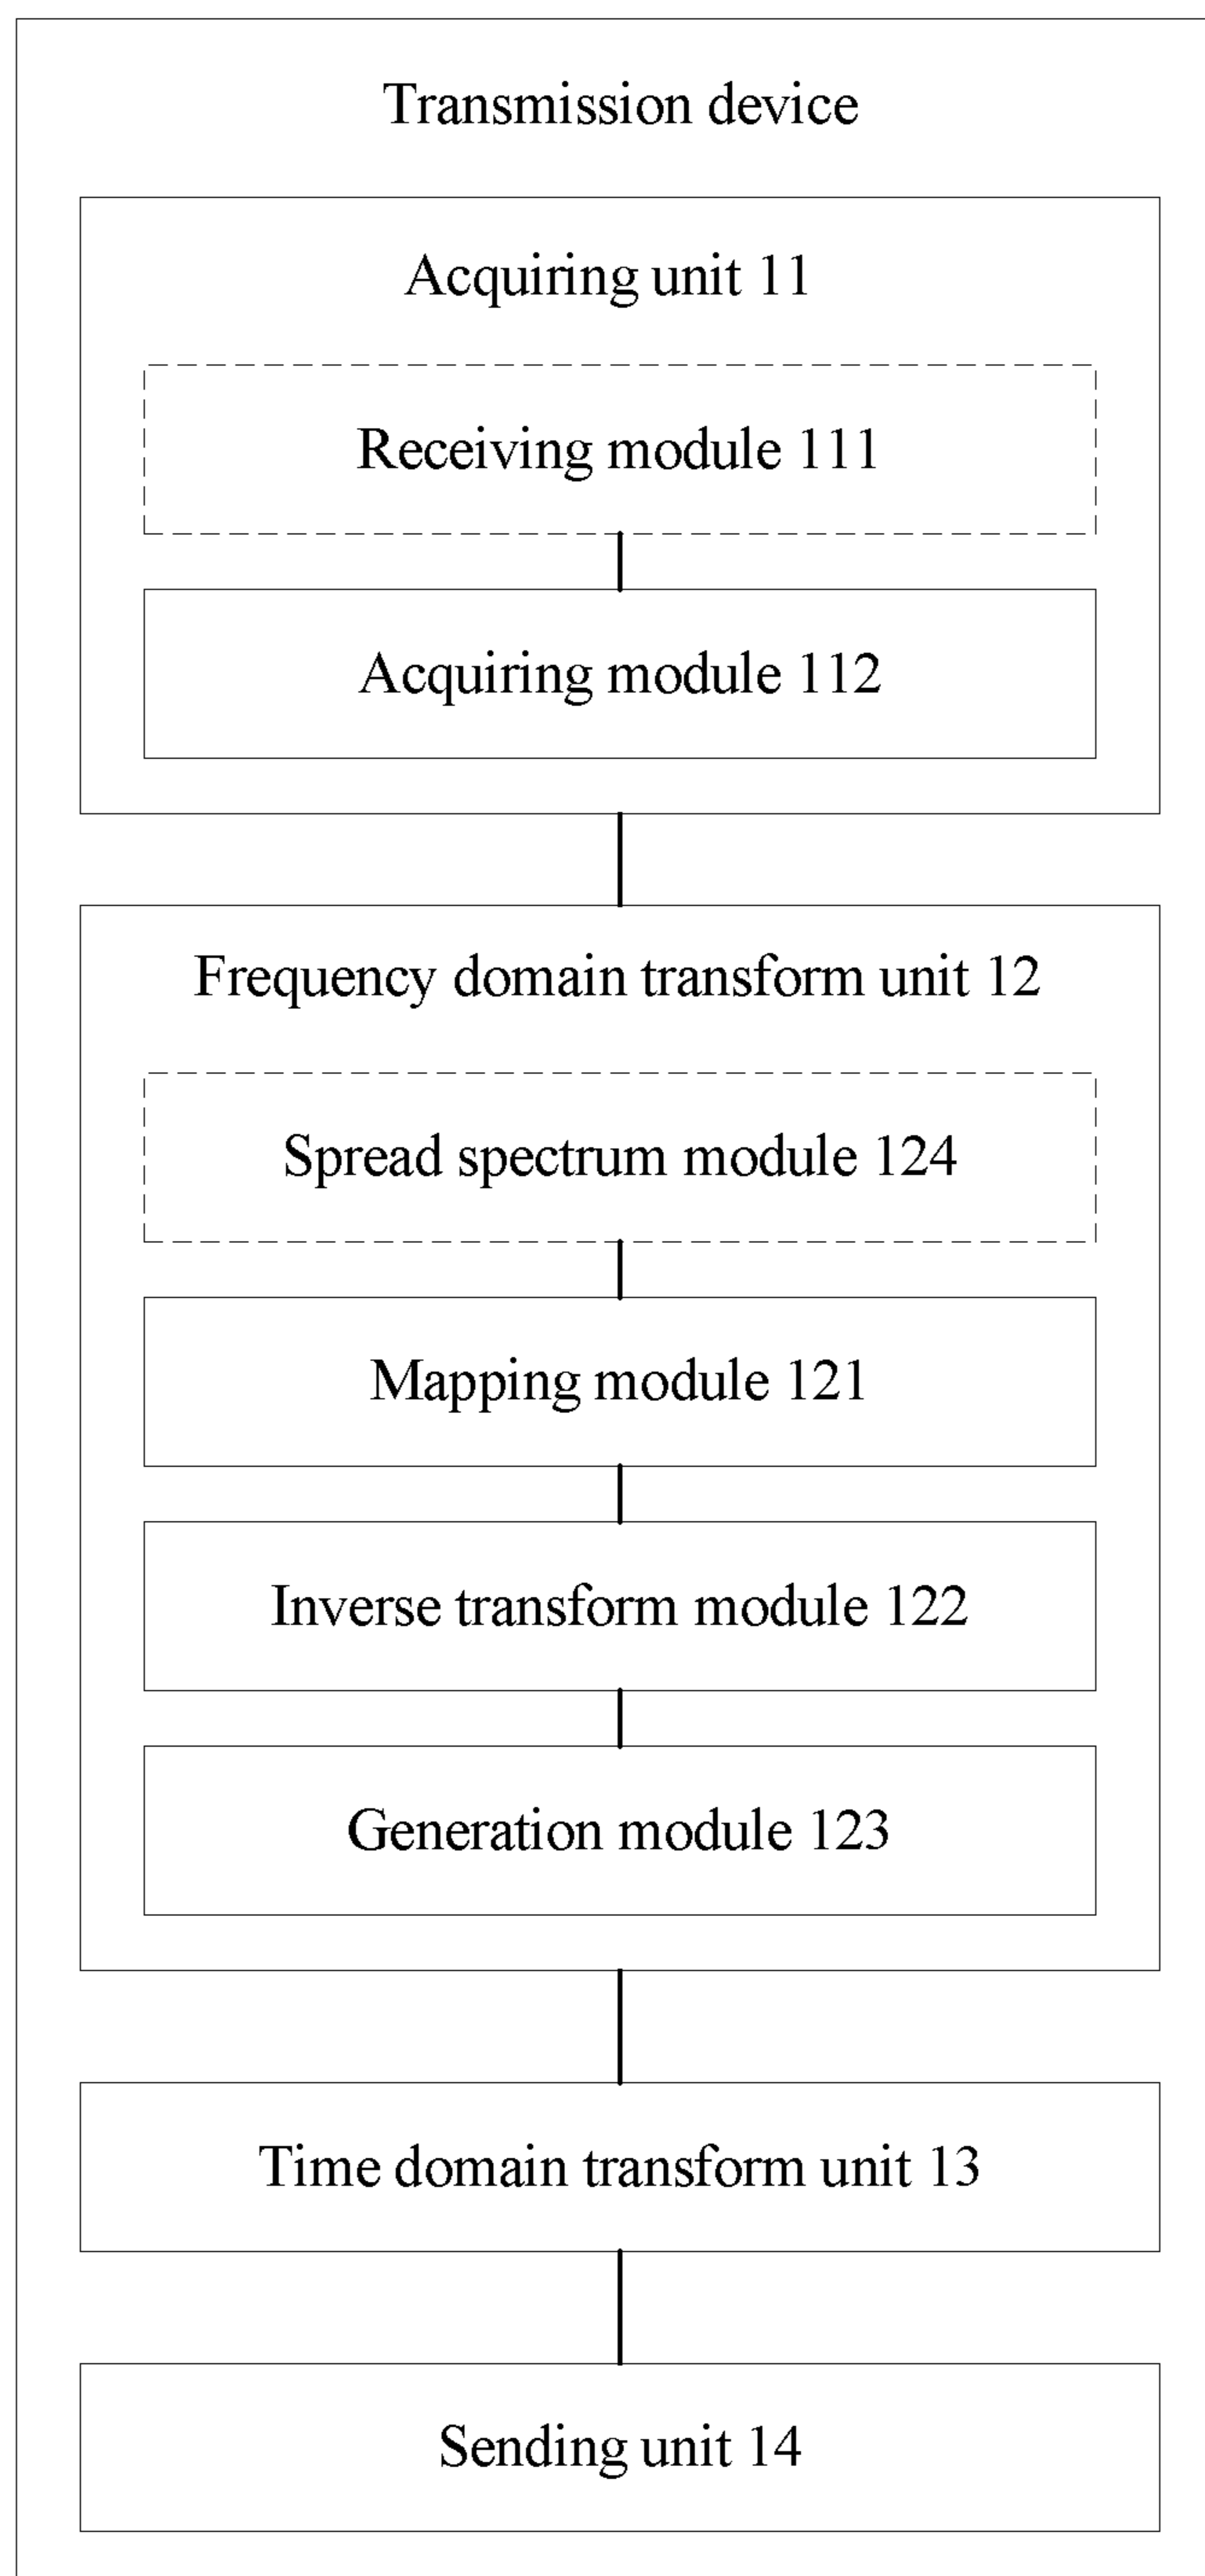 Transmission device
Acquiring unit 11
Receiving module 111
Acquiring module 112
Frequency domain transform unit 12
Spread spectrum module 124
Mapping module 121
Inverse transform module 122
Generation module 123
Time domain transform unit 13
Sending unit 14